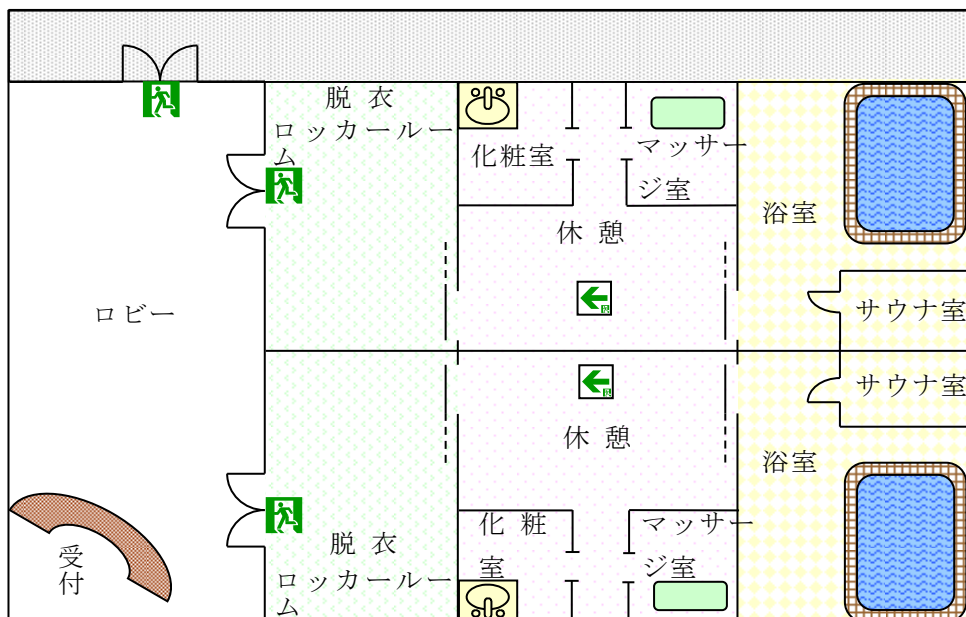 脱 衣
ロッカールー
ム
化粧室
マッサー
ジ室
休 憩
浴室
サウナ室
ロビー
サウナ室
休 憩
浴室
化 粧
室
マッサー
ジ室
脱 衣
ロッカールー
ム
受
付